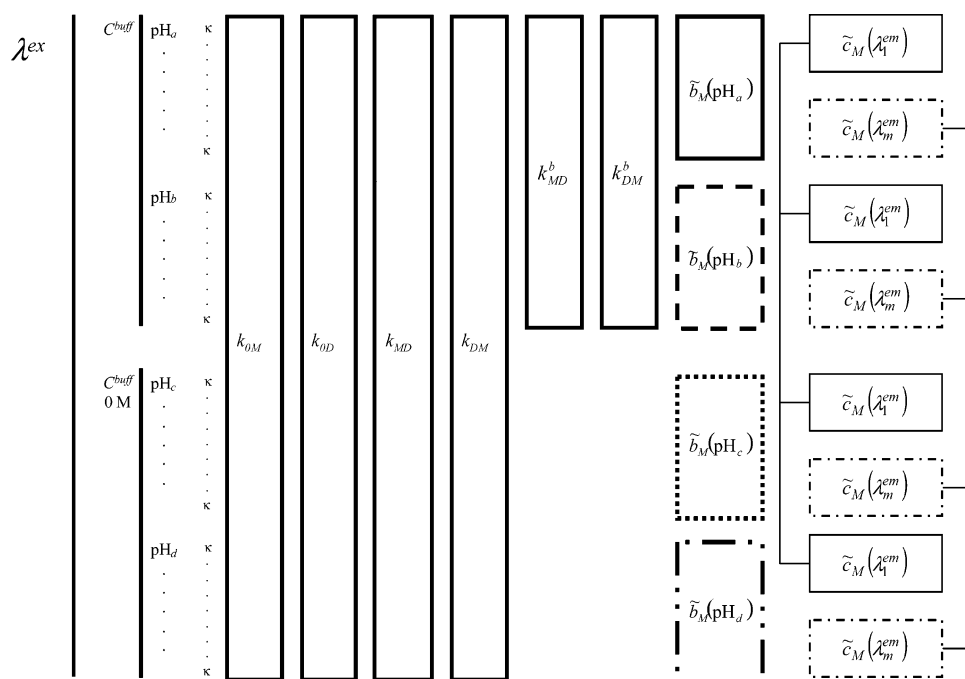 λ^ex
C^buff pH_a κ
κ
pH_b κ
κ
C^buff pH_c κ
0 M
κ
pH_d κ
κ
k_0M
k_0D
k_MD
k_DM
k^b_MD
k^b_DM
b̃_M(pH_a)
b̃_M(pH_b)
b̃_M(pH_c)
b̃_M(pH_d)
c̃_M(λ_1^em)
c̃_M(λ_m^em)
c̃_M(λ_1^em)
c̃_M(λ_m^em)
c̃_M(λ_1^em)
c̃_M(λ_m^em)
c̃_M(λ_1^em)
c̃_M(λ_m^em)